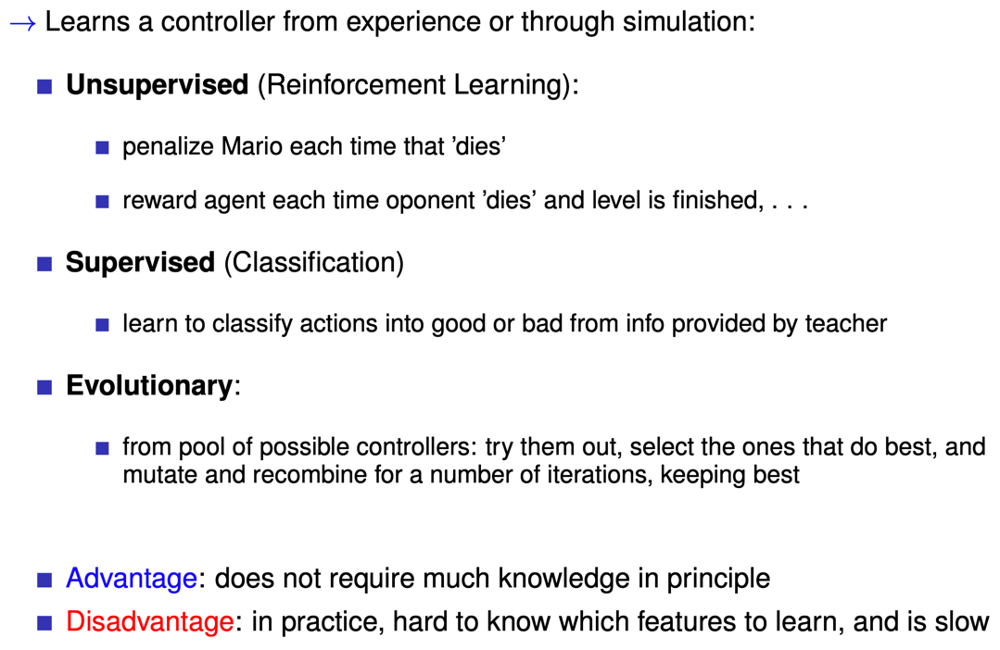 → Learns a controller from experience or through simulation:
■ Unsupervised (Reinforcement Learning):
■ penalize Mario each time that ’dies’
■ reward agent each time oponent ’dies’ and level is finished, . . .
■ Supervised (Classification)
■ learn to classify actions into good or bad from info provided by teacher
■ Evolutionary:
■ from pool of possible controllers: try them out, select the ones that do best, and
mutate and recombine for a number of iterations, keeping best
■ Advantage: does not require much knowledge in principle
■ Disadvantage: in practice, hard to know which features to learn, and is slow